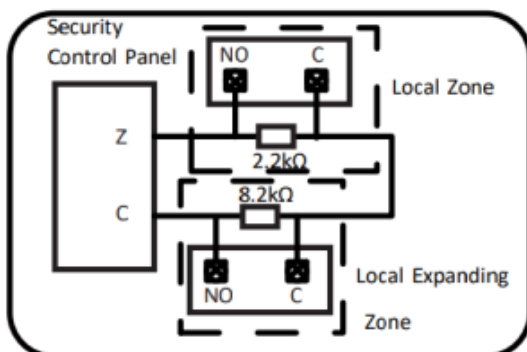 Security
Control Panel
NO C
Local Zone
Z
2.2kΩ
8.2kΩ
C
Local Expanding
NO C
Zone